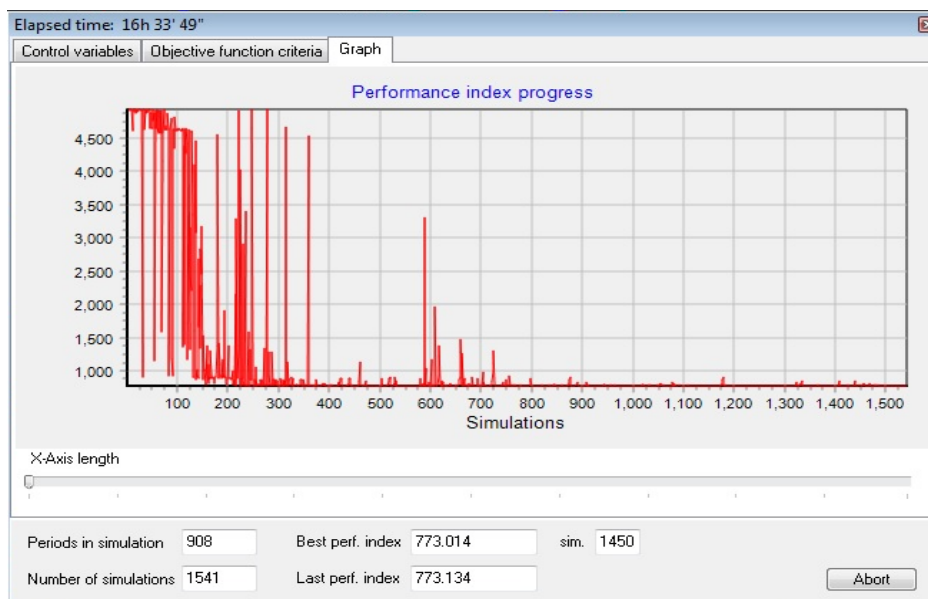 Elapsed time: 16h 33' 49"
Control variables Objective function criteria Graph
Performance index progress
4,500
4,000
3,500
3,000
2,500
2,000
1,500
1,000
100 200 300 400 500 600 700 800 900 1,000 1,100 1,200 1,300 1,400 1,500
Simulations
X-Axis length
Periods in simulation 908 Best perf. index 773.014 sim. 1450
Number of simulations 1541 Last perf. index 773.134 Abort